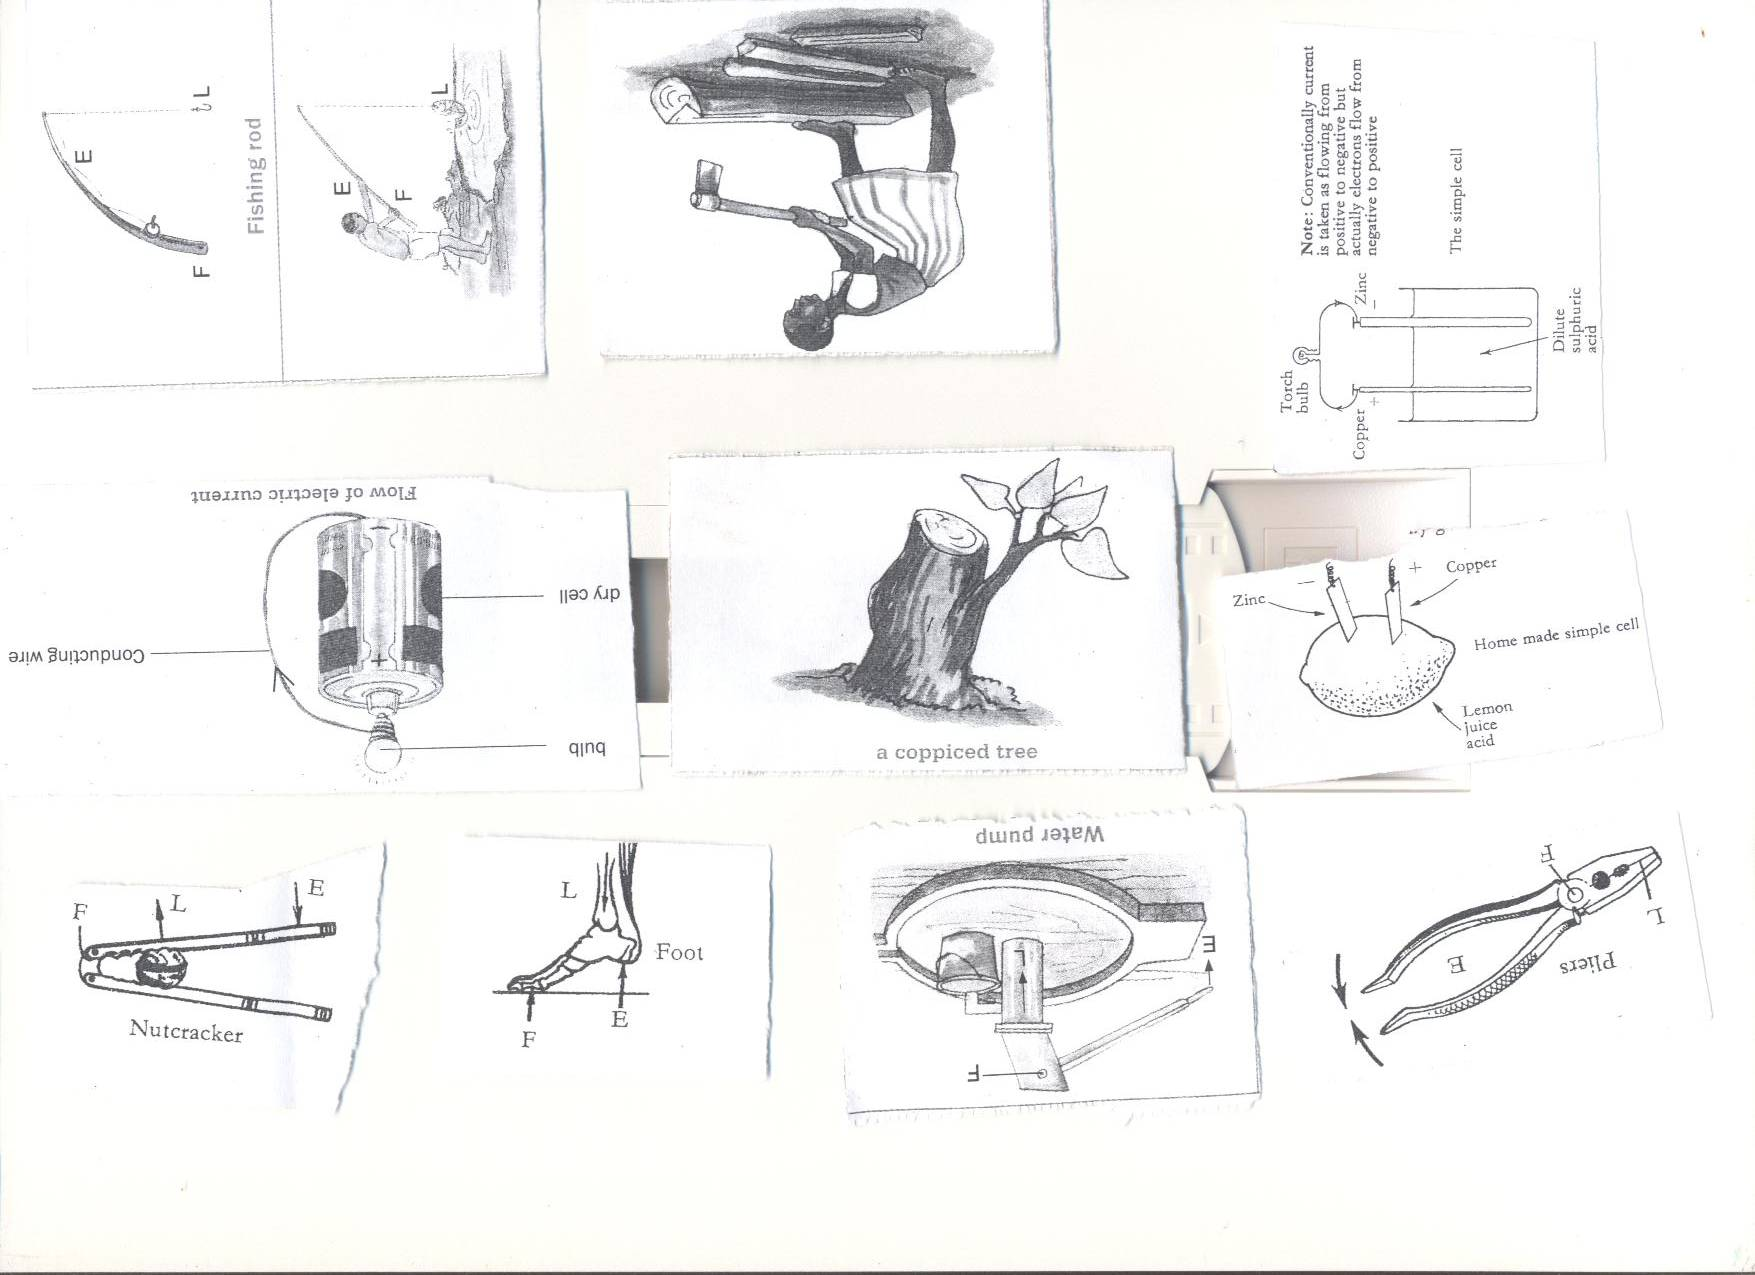 E
L
F
Fishing rod
E
F
L
Note: Conventionally current
is taken as flowing from
positive to negative but
actually electrons flow from
negative to positive
The simple cell
Torch
bulb
Zinc
−
Copper
+
Dilute
sulphuric
acid
Flow of electric current
−
+
dry cell
Conducting wire
bulb
a coppiced tree
−
+
Zinc
Copper
Home made simple cell
Lemon
juice
acid
F
L
E
Nutcracker
L
Foot
F
E
Water pump
L
E
F
F
L
E
Pliers